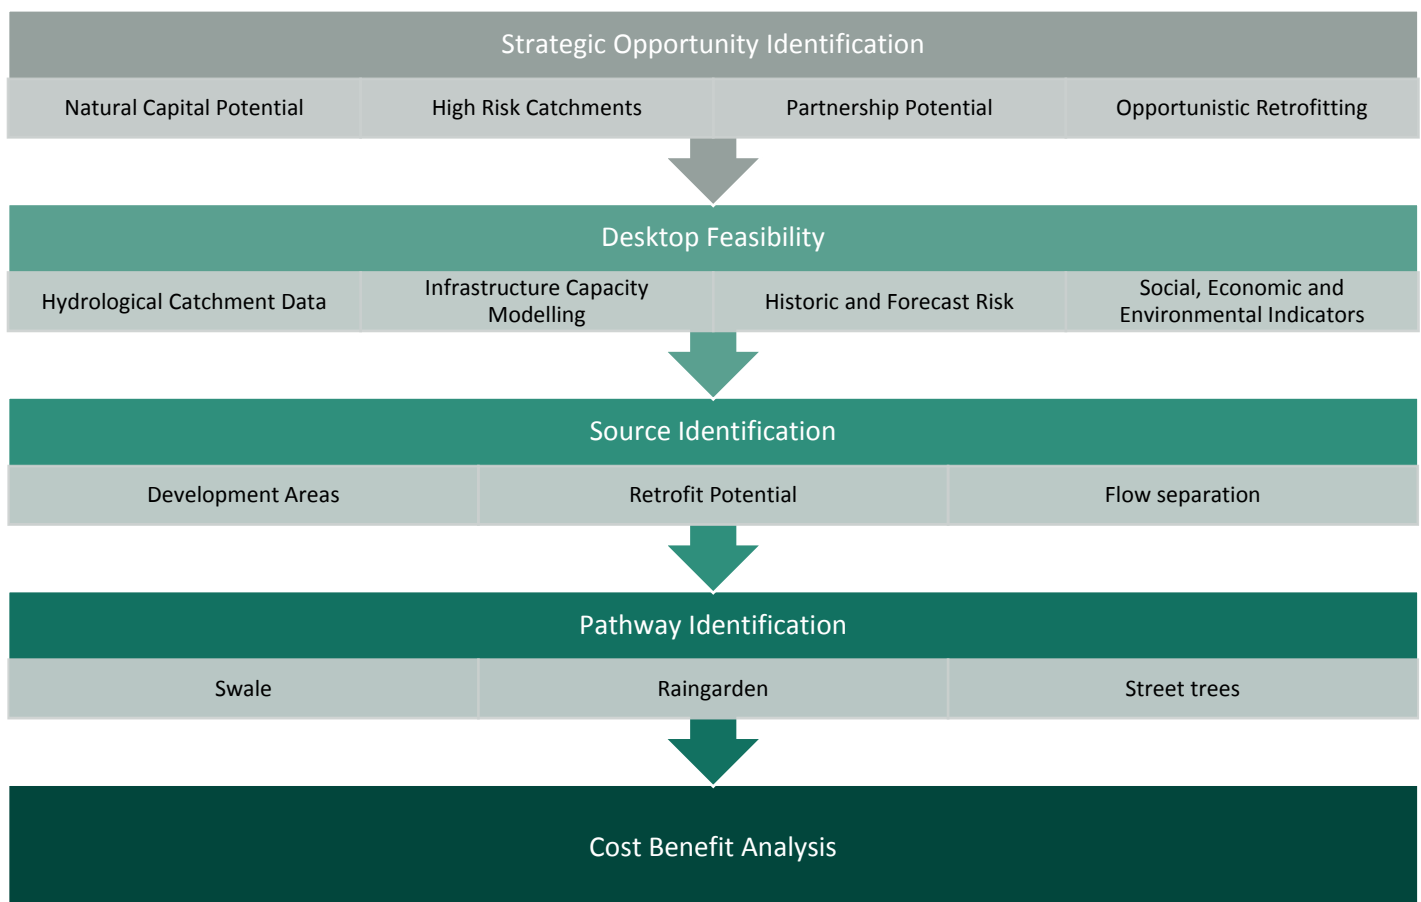 Strategic Opportunity Identification
Natural Capital Potential
High Risk Catchments
Partnership Potential
Opportunistic Retrofitting
Desktop Feasibility
Hydrological Catchment Data
Infrastructure Capacity
Modelling
Historic and Forecast Risk
Social, Economic and
Environmental Indicators
Source Identification
Development Areas
Retrofit Potential
Flow separation
Pathway Identification
Swale
Raingarden
Street trees
Cost Benefit Analysis